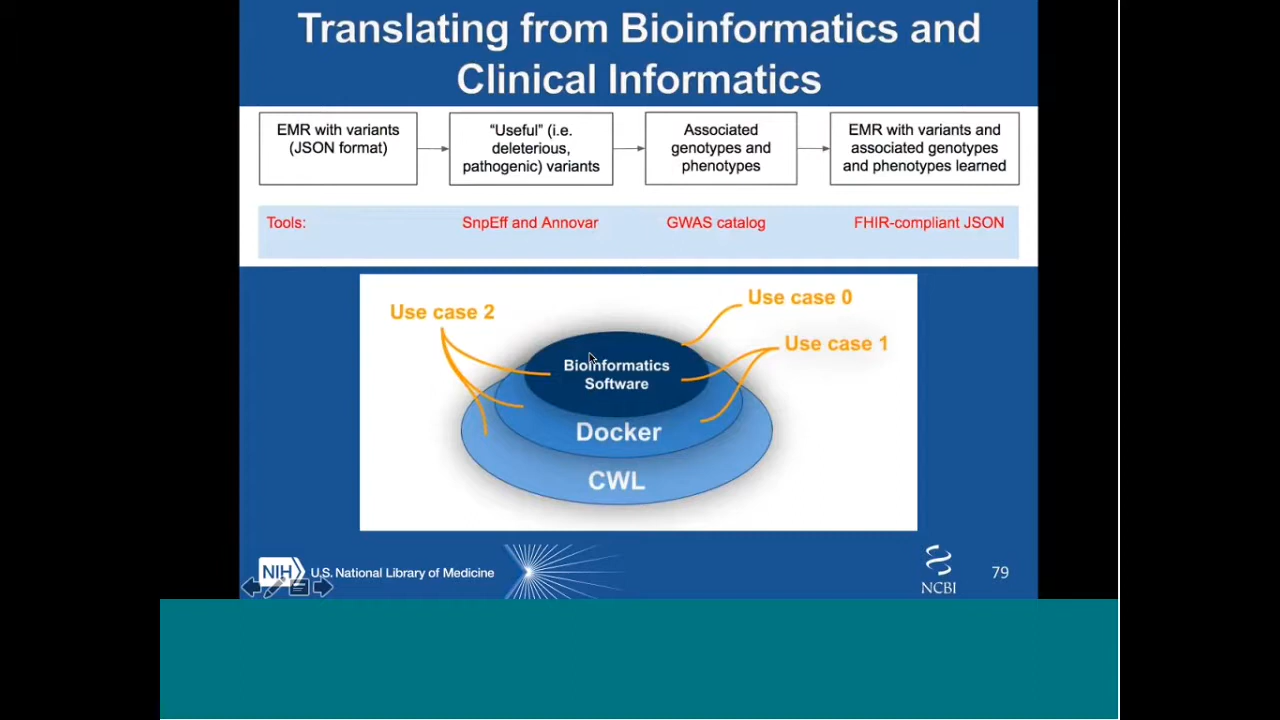 Translating from Bioinformatics and
Clinical Informatics
EMR with variants
(JSON format)
“Useful” (i.e.
deleterious,
pathogenic) variants
Associated
genotypes and
phenotypes
EMR with variants and
associated genotypes
and phenotypes learned
Tools:
SnpEff and Annovar
GWAS catalog
FHIR-compliant JSON
Use case 2
Use case 0
Use case 1
Bioinformatics
Software
Docker
CWL
NIH
U.S. National Library of Medicine
NCBI
79